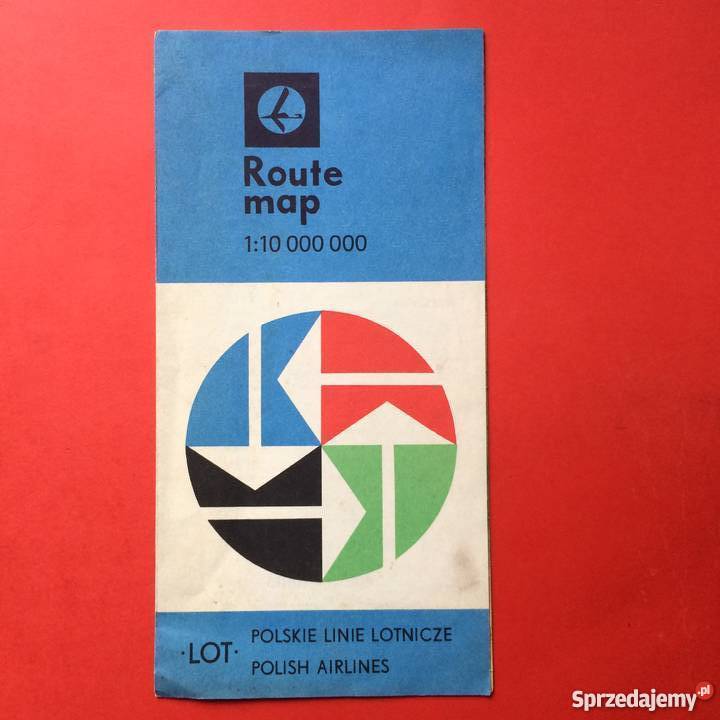 Route
map
1:10 000 000
·LOT· POLSKIE LINIE LOTNICZE
POLISH AIRLINES
Sprzedajemy.pl